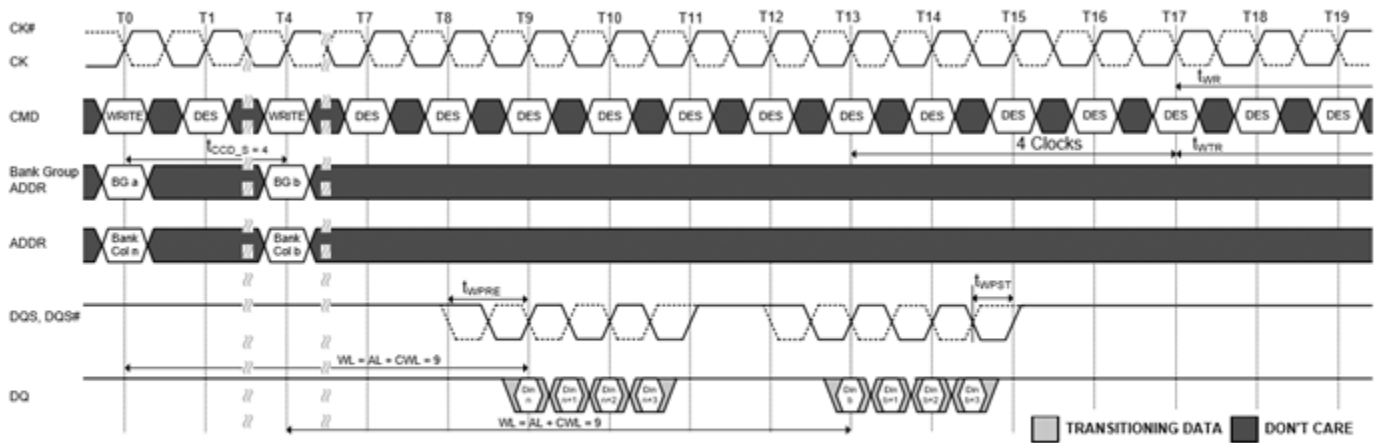 T0 T1 T4 T7 T8 T9 T10 T11 T12 T13 T14 T15 T16 T17 T18 T19
CK#
CK
tWR
CMD WRITE DES WRITE DES DES DES DES DES DES DES DES DES DES DES DES DES
tCCD_S = 4 4 Clocks tWTR
Bank Group
ADDR
BG a BG b
ADDR
Bank
Col n
Bank
Col b
tWPRE tWPST
DQS, DQS#
WL = AL + CWL = 9
DQ
Din
n
Din
n+1
Din
n+2
Din
n+3
Din
b
Din
b+1
Din
b+2
Din
b+3
WL = AL + CWL = 9
TRANSITIONING DATA DON'T CARE